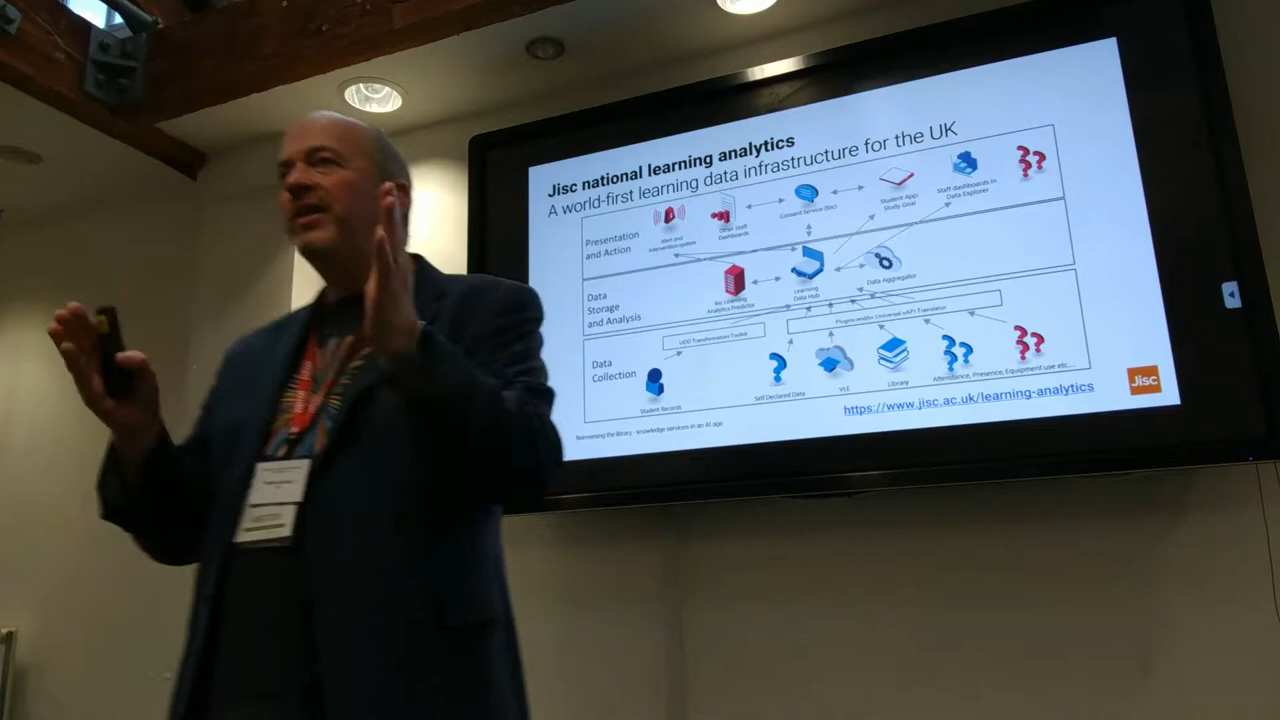 Jisc national learning analytics
A world-first learning data infrastructure for the UK
Presentation
and Action
Alert and
intervention system
Other Staff
Dashboards
Consent Service (tbc)
Student App:
Study Goal
Staff dashboards in
Data Explorer
Data
Storage
and Analysis
Jisc Learning
Analytics Predictor
Learning
Data Hub
Data Aggregator
Data
Collection
UDD Transformation Toolkit
Plugins and/or Universal xAPI Translator
Student Records
Self Declared Data
VLE
Library
Attendance, Presence, Equipment use etc...
https://www.jisc.ac.uk/learning-analytics
Jisc
Reinventing the library - knowledge services in an AI age